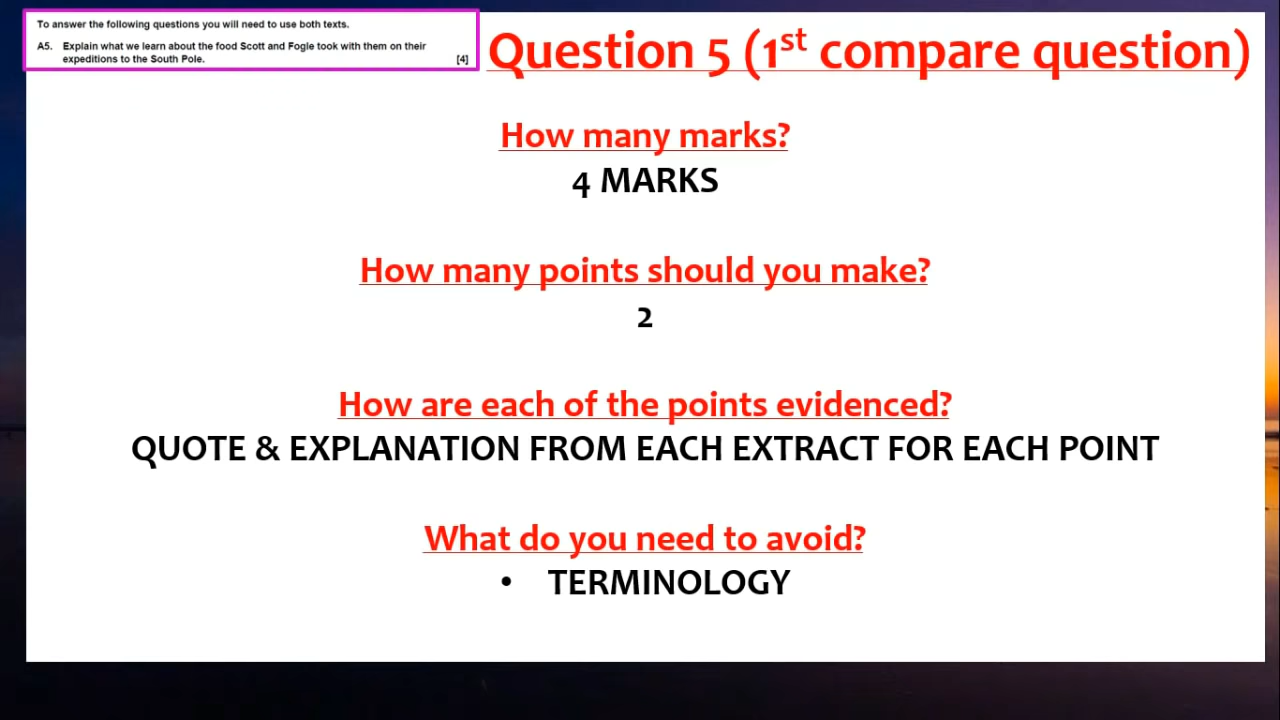 To answer the following questions you will need to use both texts.
A5. Explain what we learn about the food Scott and Fogle took with them on their
expeditions to the South Pole. [4]
Question 5 (1st compare question)
How many marks?
4 MARKS
How many points should you make?
2
How are each of the points evidenced?
QUOTE & EXPLANATION FROM EACH EXTRACT FOR EACH POINT
What do you need to avoid?
• TERMINOLOGY